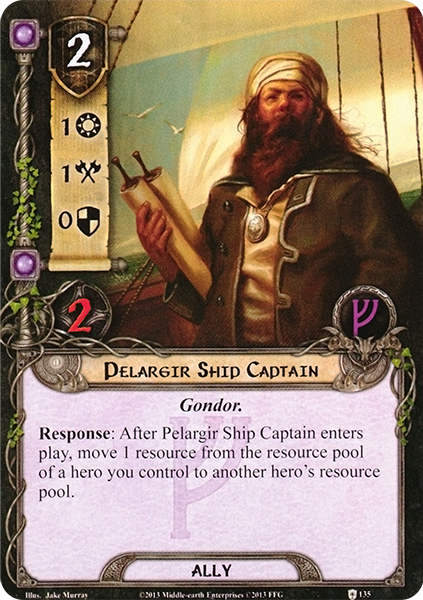 2
1
1
0
2
PELARGIR SHIP CAPTAIN
Gondor.
Response: After Pelargir Ship Captain enters
play, move 1 resource from the resource pool
of a hero you control to another hero's resource
pool.
ALLY
Illus. Jake Murray ©2013 Middle-earth Enterprises ©2013 FFG 135